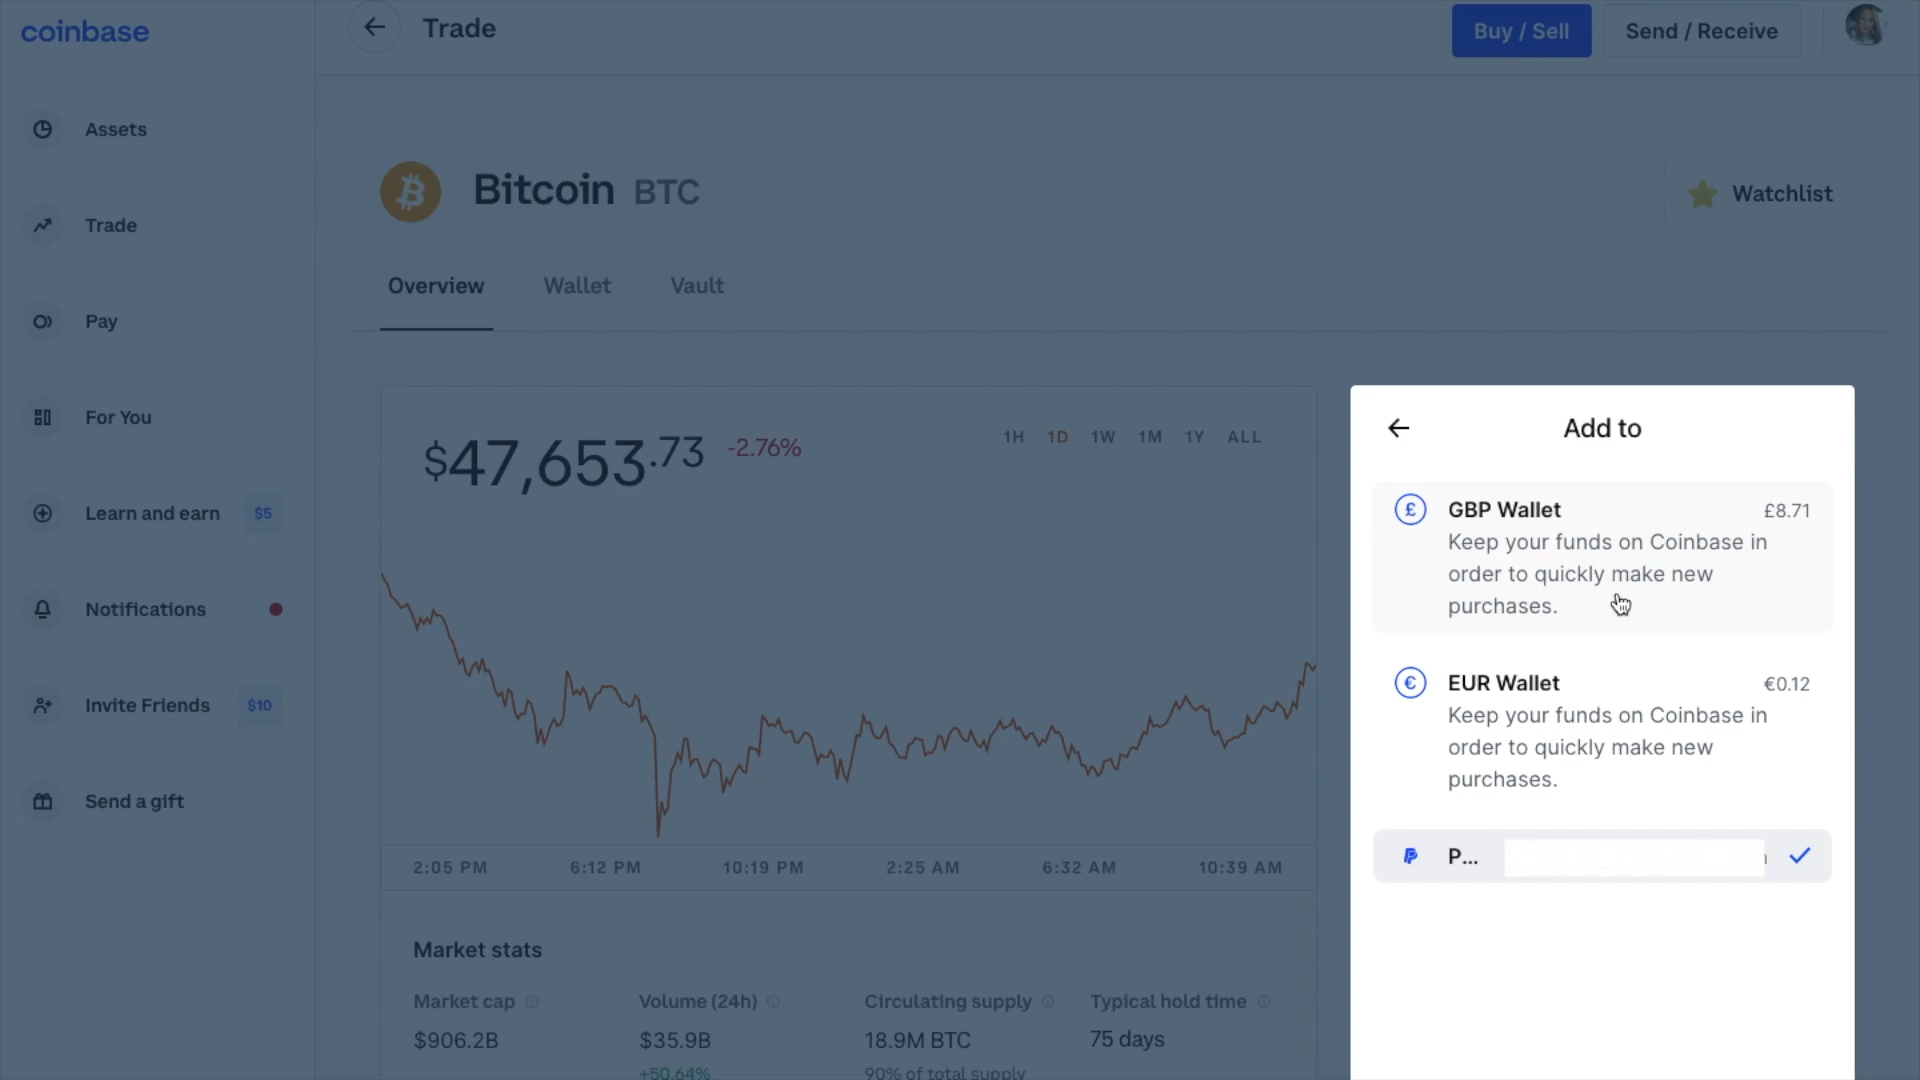 coinbase
Trade
Buy / Sell
Send / Receive
Assets
Trade
Pay
For You
Learn and earn $5
Notifications
Invite Friends $10
Send a gift
Bitcoin BTC
Watchlist
Overview Wallet Vault
$47,653.73 -2.76%
1H 1D 1W 1M 1Y ALL
2:05 PM 6:12 PM 10:19 PM 2:25 AM 6:32 AM 10:39 AM
Market stats
Market cap Volume (24h) Circulating supply Typical hold time
$906.2B $35.9B 18.9M BTC 75 days
+50.64% 90% of total supply
Add to
GBP Wallet £8.71
Keep your funds on Coinbase in
order to quickly make new
purchases.
EUR Wallet €0.12
Keep your funds on Coinbase in
order to quickly make new
purchases.
P...